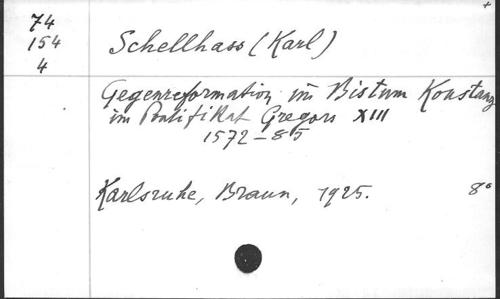 +
74
154
4
Schellhass (Karl)
Gegenreformation im Bistum Konstanz
im Pontifikat Gregors XIII
1572-85
Karlsruhe, Braun, 1925. 8°